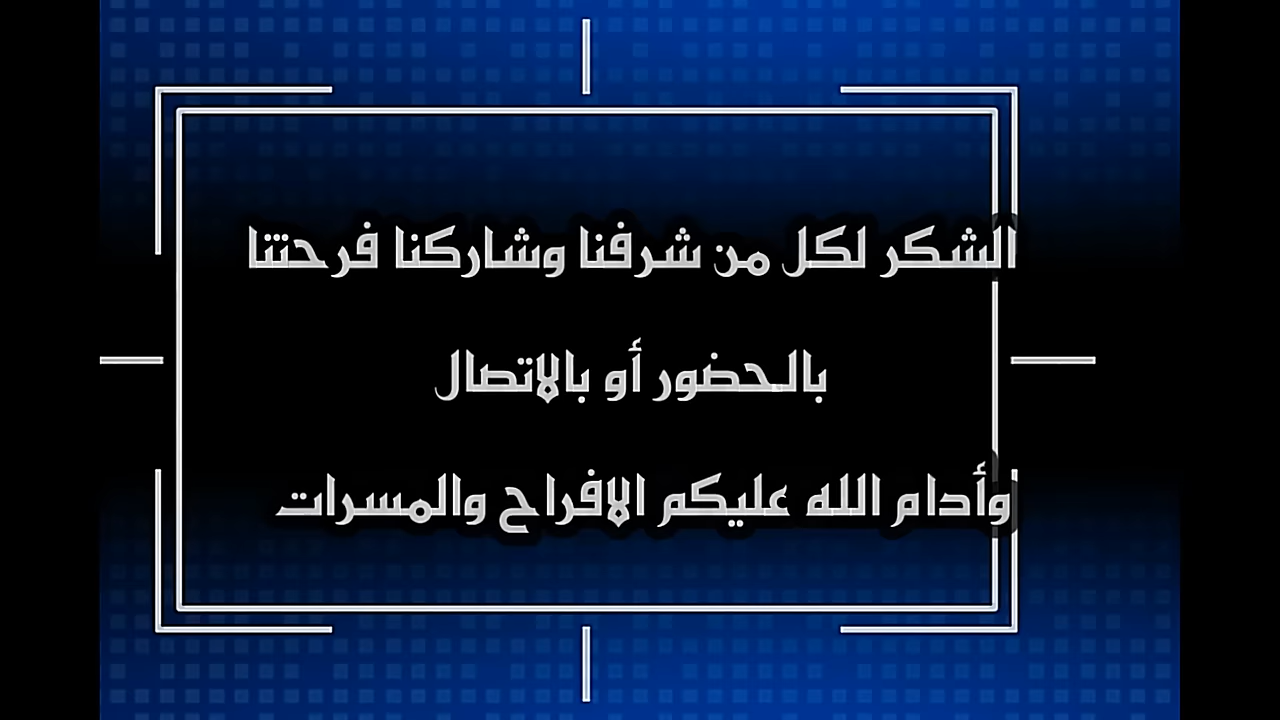 الشكر لكل من شرفنا وشاركنا فرحتنا
بالحضور أو بالاتصال
وأدام الله عليكم الافراح والمسرات